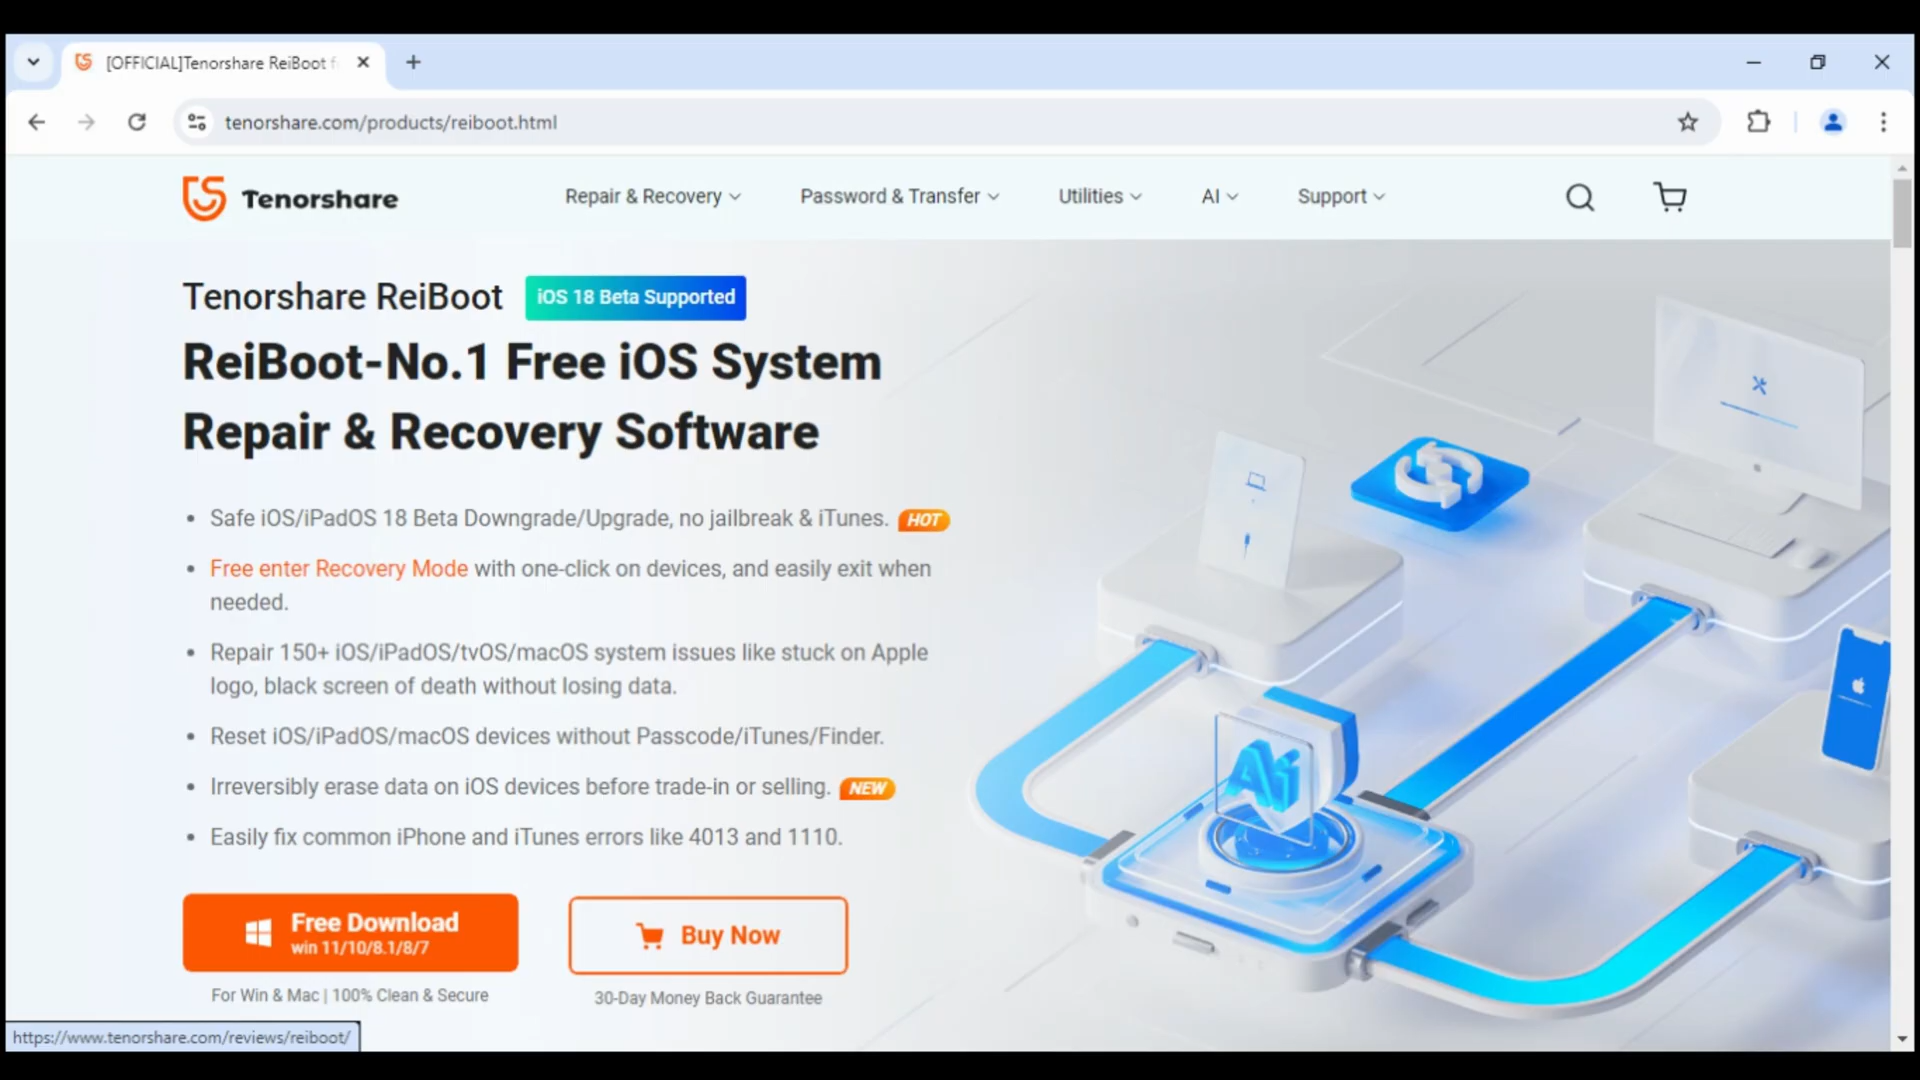 [OFFICIAL]Tenorshare ReiBoot f
tenorshare.com/products/reiboot.html
Tenorshare
Repair & Recovery
Password & Transfer
Utilities
AI
Support
Tenorshare ReiBoot
iOS 18 Beta Supported
ReiBoot-No.1 Free iOS System
Repair & Recovery Software
Safe iOS/iPadOS 18 Beta Downgrade/Upgrade, no jailbreak & iTunes. HOT
Free enter Recovery Mode with one-click on devices, and easily exit when
needed.
Repair 150+ iOS/iPadOS/tvOS/macOS system issues like stuck on Apple
logo, black screen of death without losing data.
Reset iOS/iPadOS/macOS devices without Passcode/iTunes/Finder.
Irreversibly erase data on iOS devices before trade-in or selling. NEW
Easily fix common iPhone and iTunes errors like 4013 and 1110.
Free Download
win 11/10/8.1/8/7
Buy Now
For Win & Mac | 100% Clean & Secure
30-Day Money Back Guarantee
Ai
https://www.tenorshare.com/reviews/reiboot/